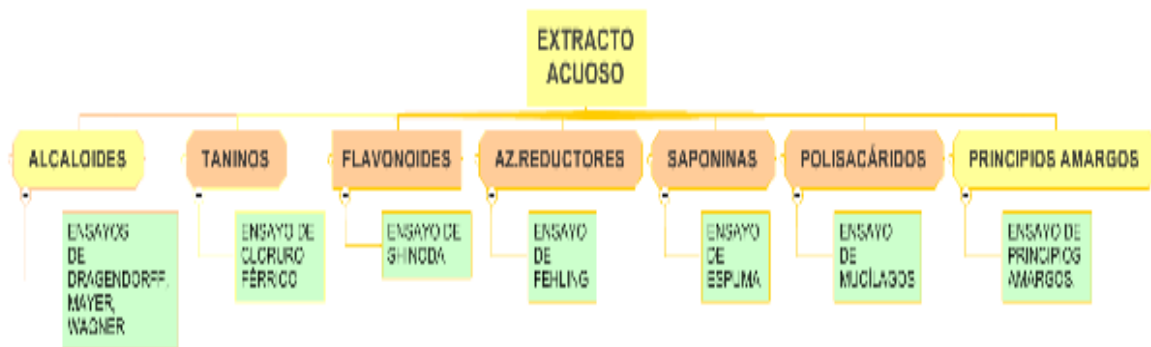 EXTRACTO
ACUOSO
ALCALOIDES
TANINOS
FLAVONOIDES
AZ.REDUCTORES
SAPONINAS
POLISACÁRIDOS
PRINCIPIOS AMARGOS
ENSAYOS
DE
DRAGENDORFF,
MAYER,
WAGNER
ENSAYO DE
CLORURO
FÉRRICO
ENSAYO DE
SHINODA
ENSAYO
DE
FEHLING
ENSAYO
DE
ESPUMA
ENSAYO
DE
MUCÍLAGOS
ENSAYO DE
PRINCIPIOS
AMARGOS.